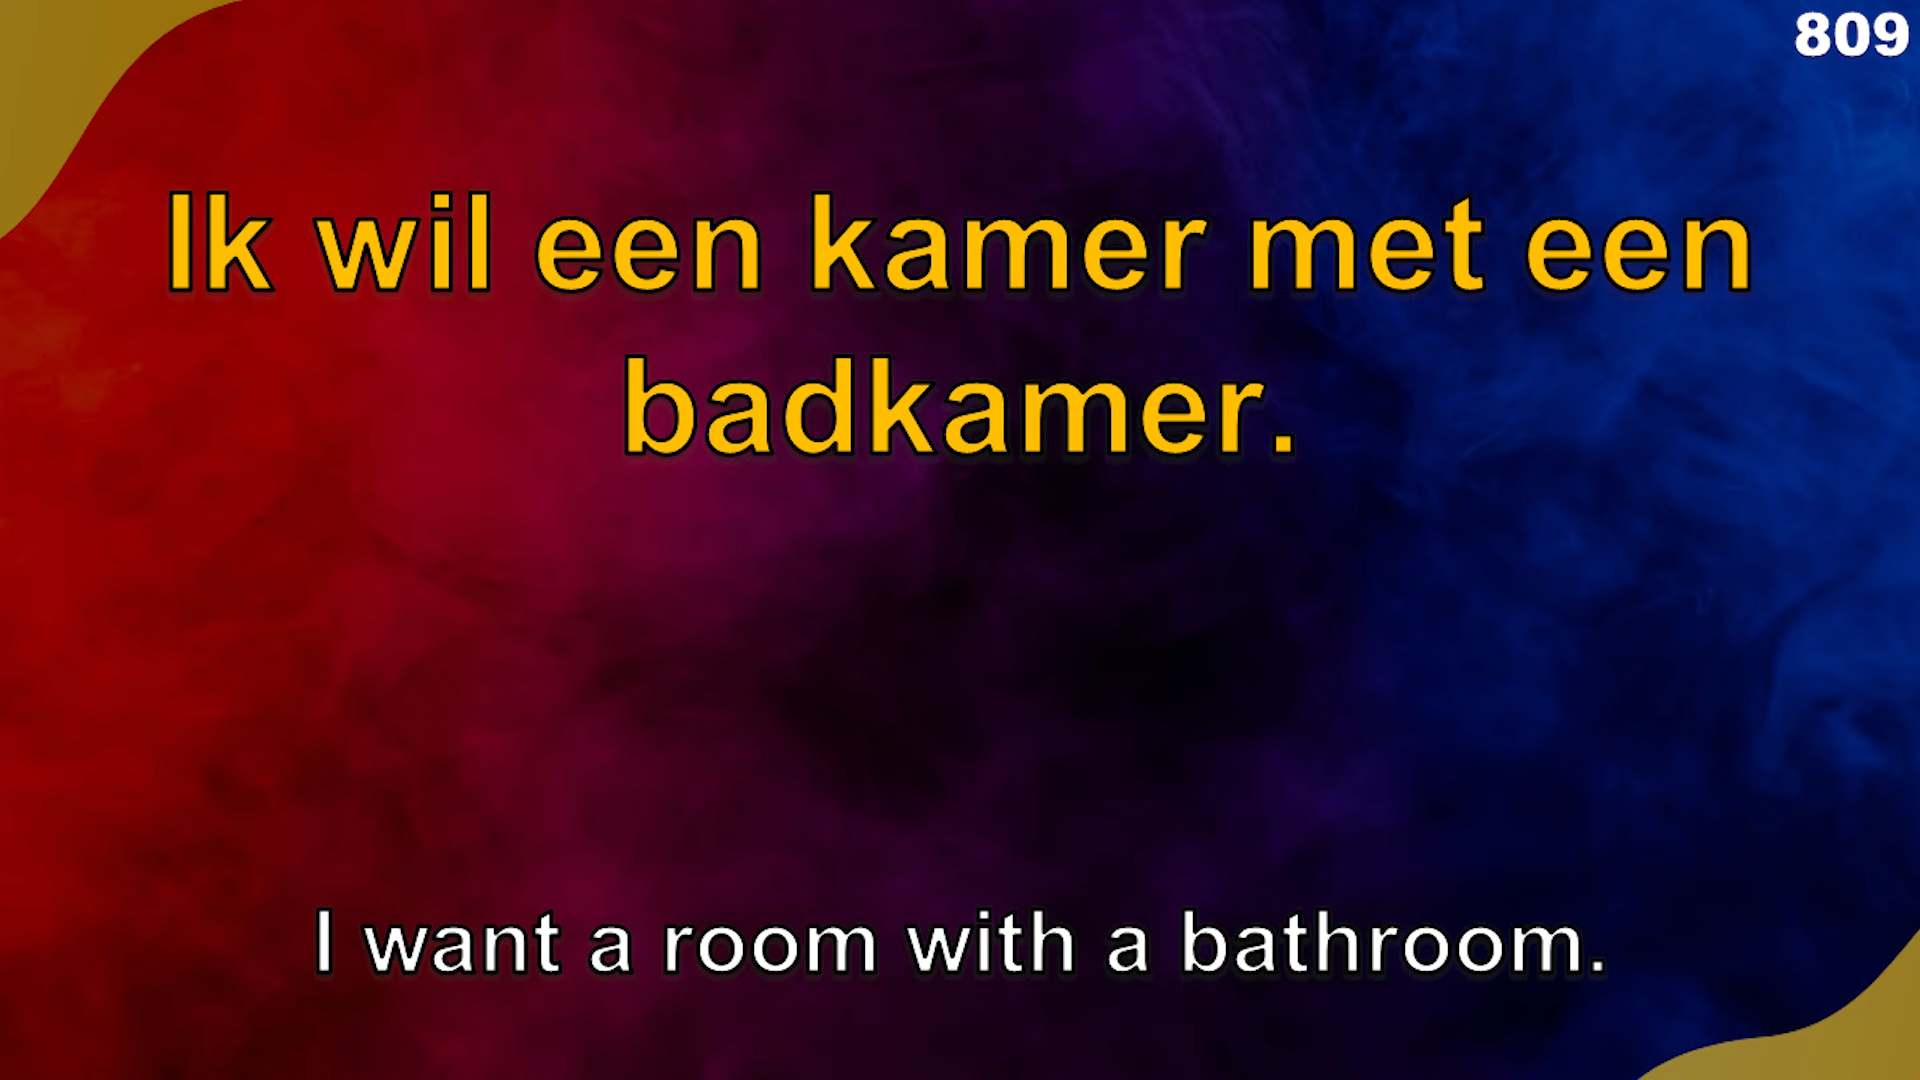 809
Ik wil een kamer met een
badkamer.
I want a room with a bathroom.